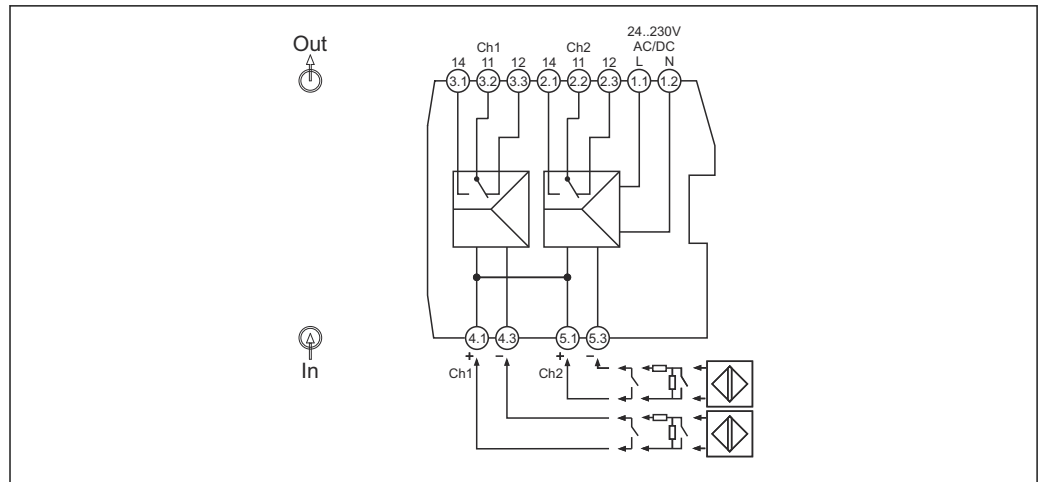 Out
24..230V
Ch1 Ch2 AC/DC
14 11 12 14 11 12 L N
3.1 3.2 3.3 2.1 2.2 2.3 1.1 1.2
In
4.1 4.3 5.1 5.3
+ – + –
Ch1 Ch2